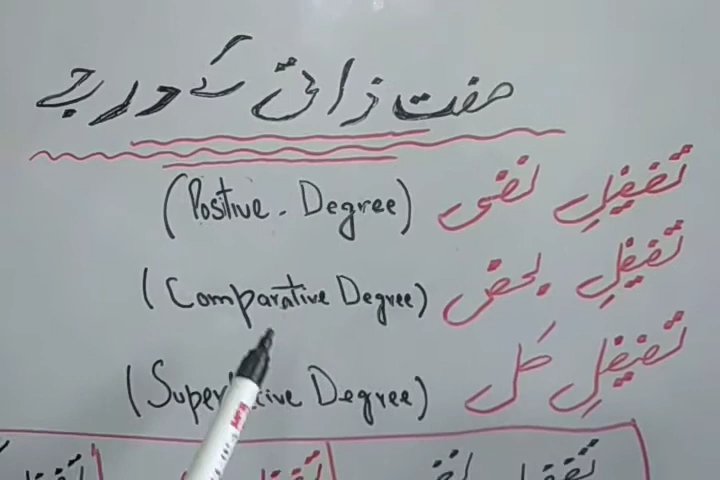 صفت ذاتی کے درجے
تفضیلِ نفسی (Positive. Degree)
تفضیلِ بعض (Comparative Degree)
تفضیلِ کل (Superlative Degree)